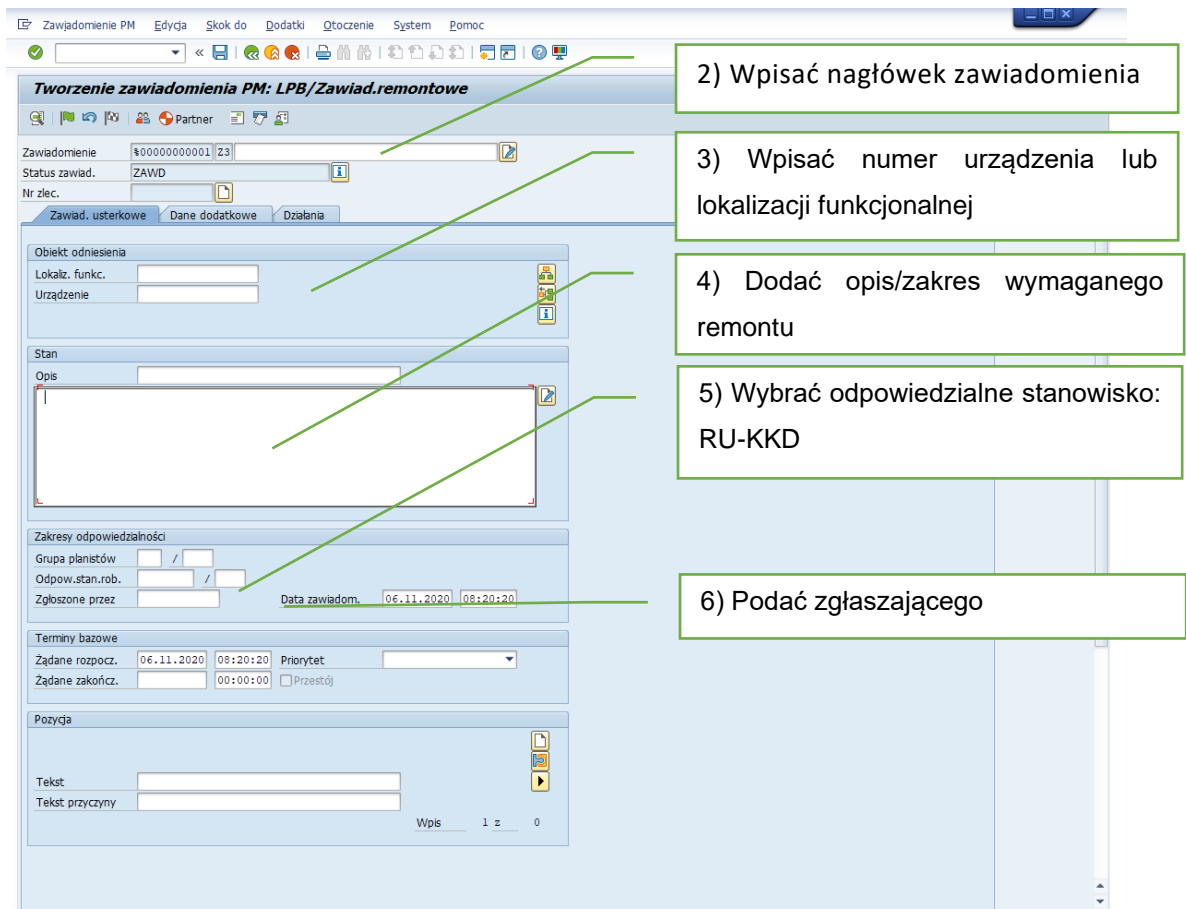 Zawiadomienie PM Edycja Skok do Dodatki Otoczenie System Pomoc
Tworzenie zawiadomienia PM: LPB/Zawiad.remontowe
Partner
Zawiadomienie %00000000001 Z3
Status zawiad. ZAWD
Nr zlec.
Zawiad. usterkowe Dane dodatkowe Działania
Obiekt odniesienia
Lokaliz. funkc.
Urządzenie
Stan
Opis
Zakresy odpowiedzialności
Grupa planistów /
Odpow.stan.rob. /
Zgłoszone przez Data zawiadom. 06.11.2020 08:20:20
Terminy bazowe
Żądane rozpocz. 06.11.2020 08:20:20 Priorytet
Żądane zakończ. 00:00:00 Przestój
Pozycja
Tekst
Tekst przyczyny
Wpis 1 z 0
2) Wpisać nagłówek zawiadomienia
3) Wpisać numer urządzenia lub
lokalizacji funkcjonalnej
4) Dodać opis/zakres wymaganego
remontu
5) Wybrać odpowiedzialne stanowisko:
RU-KKD
6) Podać zgłaszającego